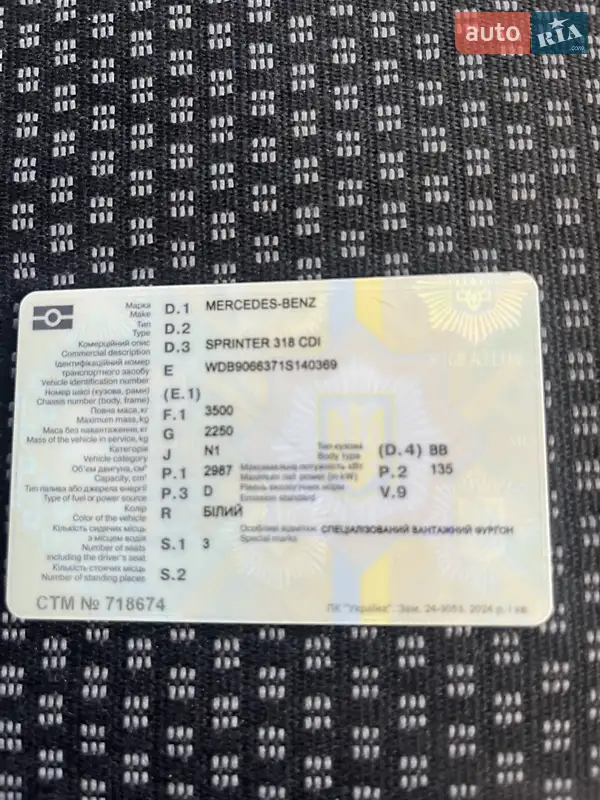 auto RIA .com
Марка D.1 MERCEDES-BENZ
Make
Тип D.2
Type
Комерційний опис D.3 SPRINTER 318 CDI
Commercial description
Ідентифікаційний номер
транспортного засобу E WDB9066371S140369
Vehicle identification number
Номер шасі (кузова, рами) (E.1)
Chassis number (body, frame)
Повна маса, кг F.1 3500
Maximum mass, kg
Маса без навантаження, кг G 2250
Mass of the vehicle in service, kg
Категорія J N1 Тип кузова (D.4) BB
Vehicle category Body type
Об'єм двигуна, см³ P.1 2987 Максимальна потужність кВт P.2 135
Capacity, cm³ Maximum net power (in kW)
Тип палива або джерела енергії P.3 D Рівень екологічних норм V.9
Type of fuel or power source Emission standard
Колір R БІЛИЙ
Color of the vehicle
Кількість сидячих місць Особливі відмітки СПЕЦІАЛІЗОВАНИЙ ВАНТАЖНИЙ ФУРГОН
з місцем водія S.1 3 Special marks
Number of seats
including the driver's seat
Кількість стоячих місць S.2
Number of standing places
СТМ № 718674
ПК "Україна". Зам. 24-3053. 2024 р. І кв.